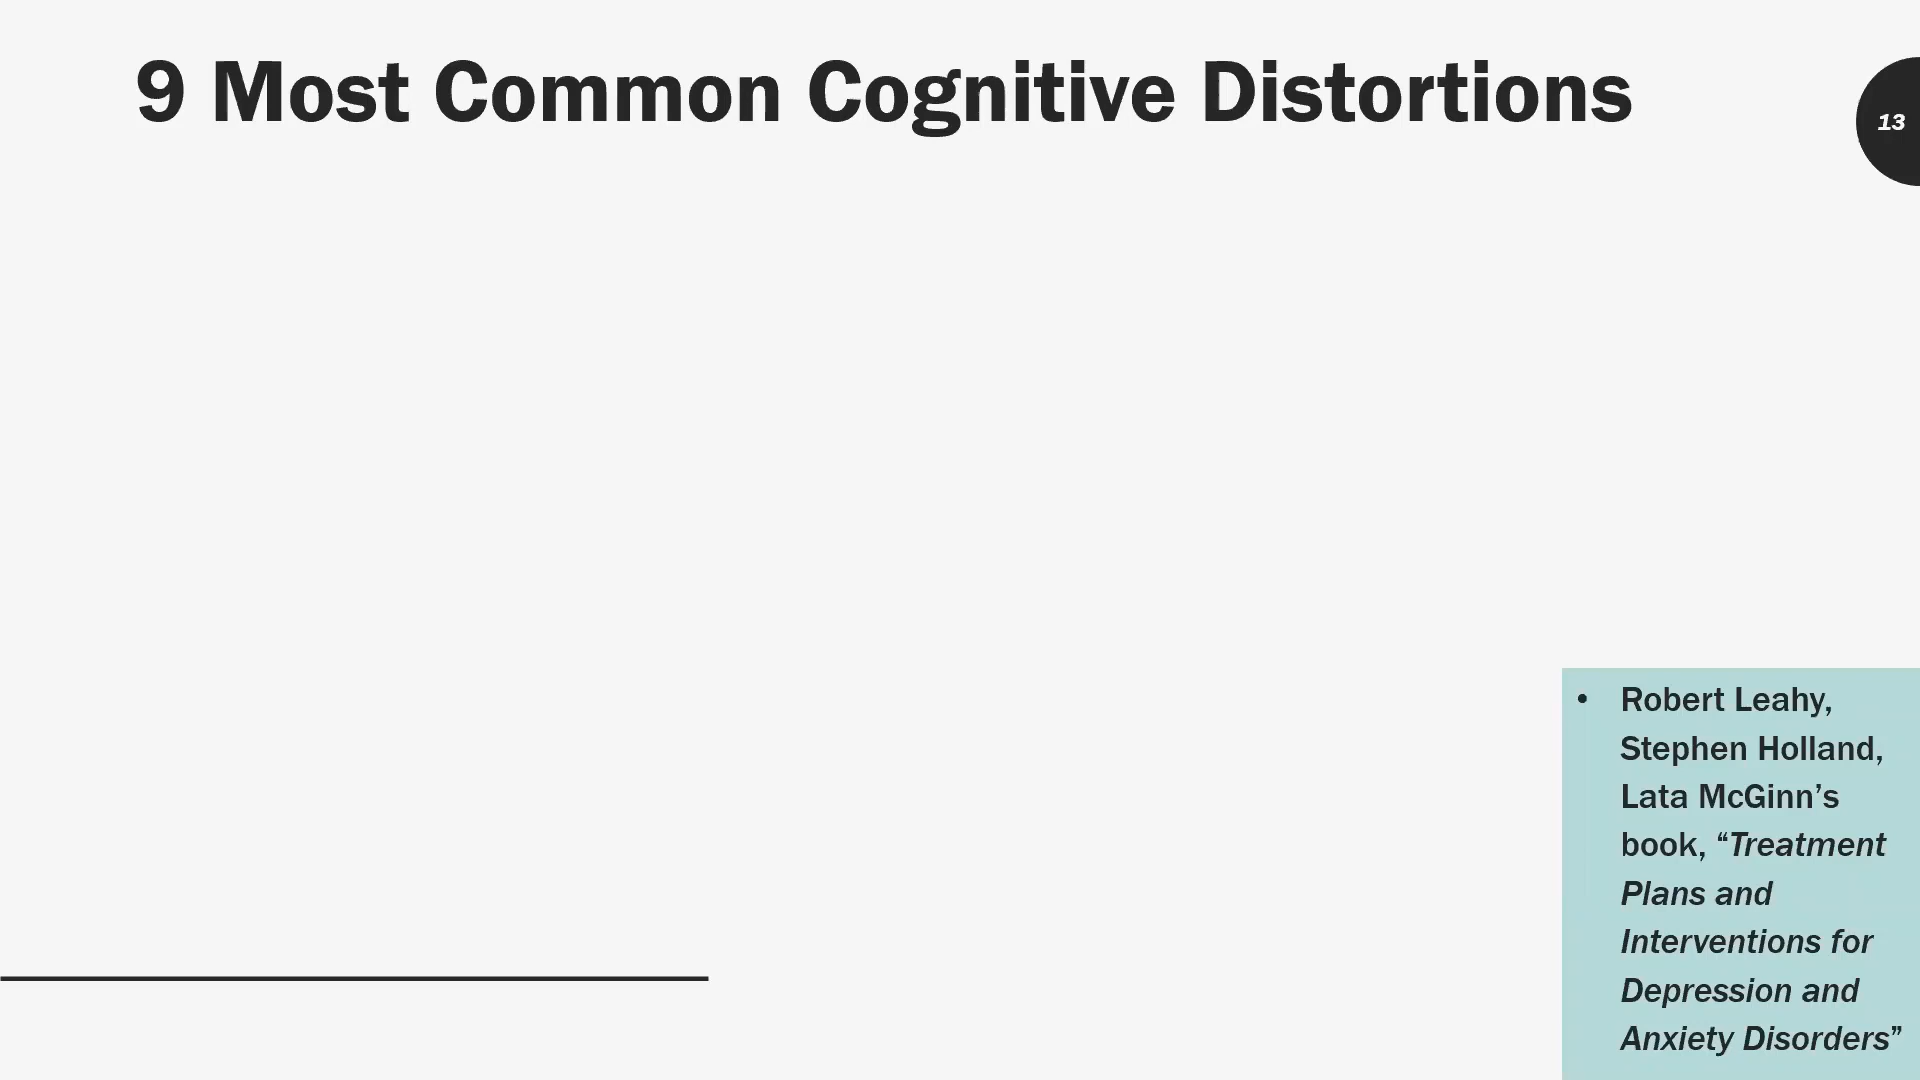 9 Most Common Cognitive Distortions
13
• Robert Leahy,
Stephen Holland,
Lata McGinn’s
book, “Treatment
Plans and
Interventions for
Depression and
Anxiety Disorders”